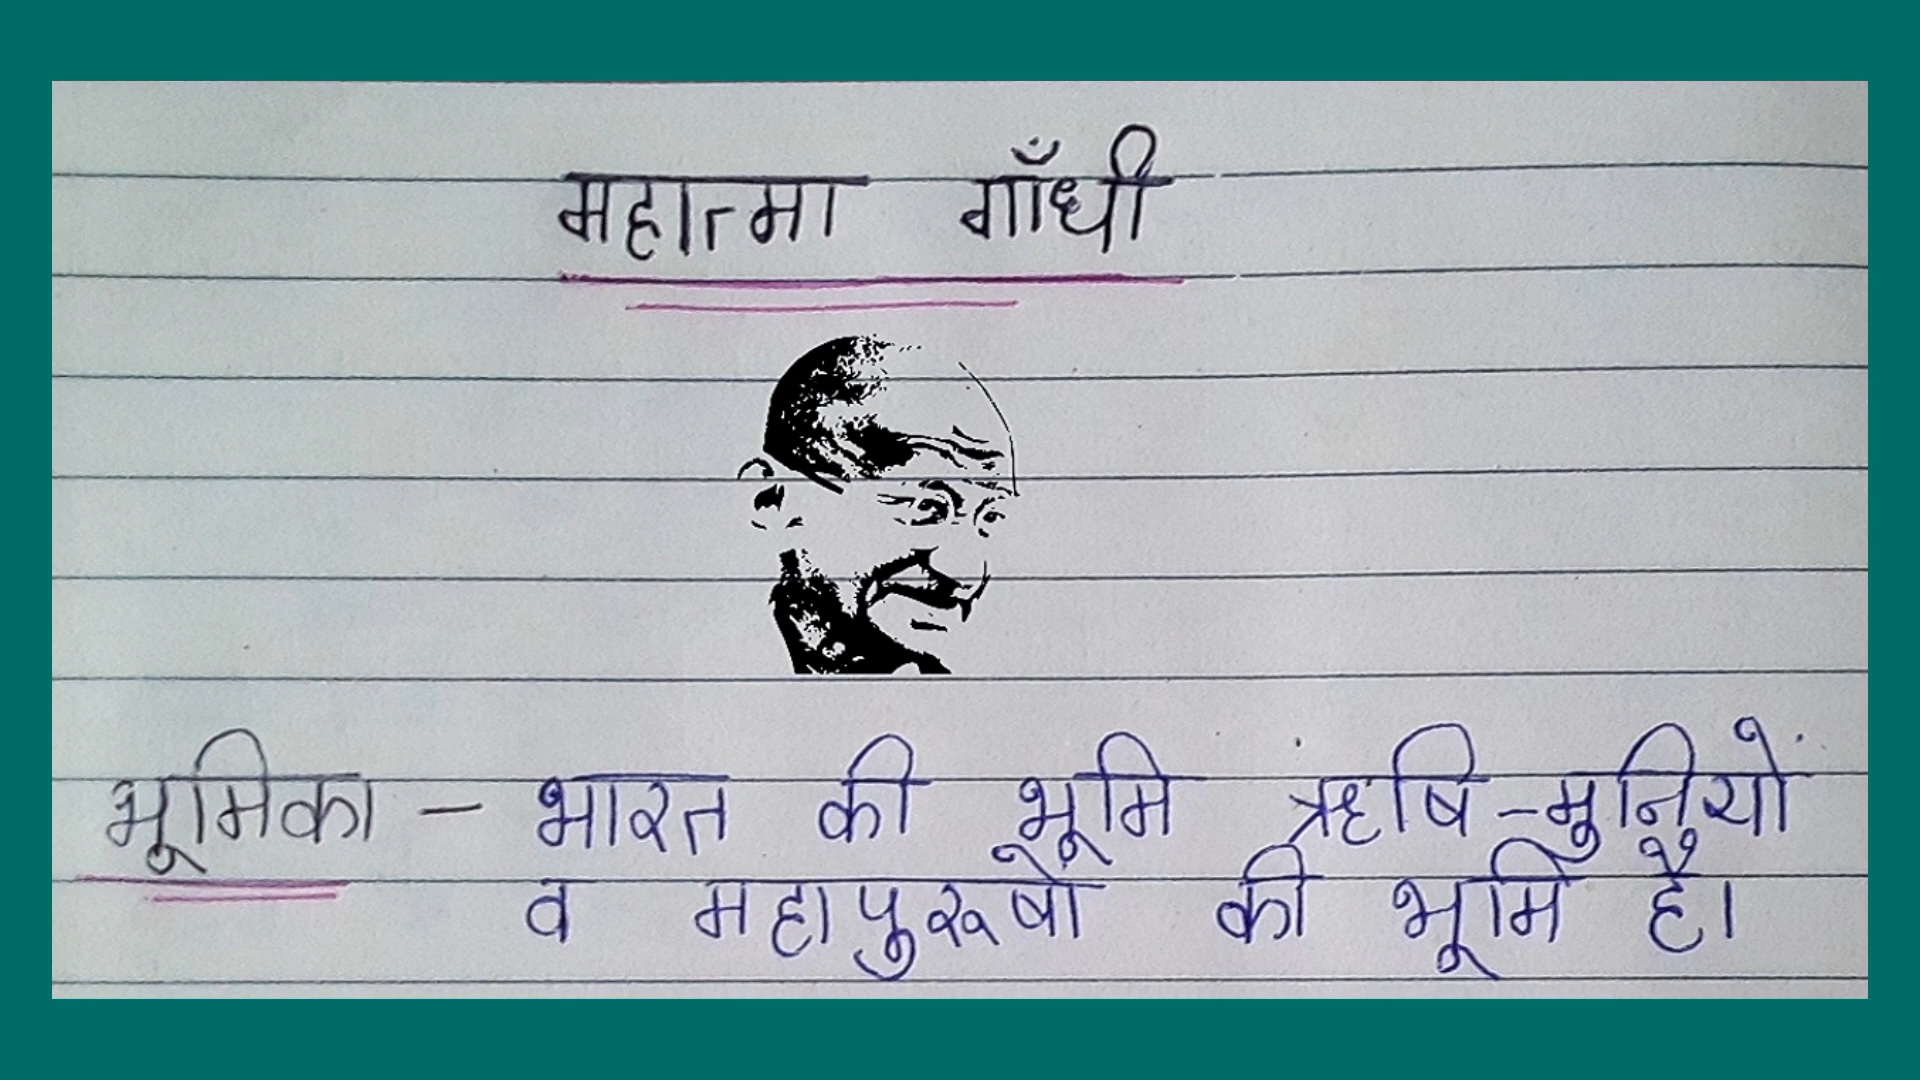 महात्मा गाँधी
भूमिका - भारत की भूमि ऋषि-मुनियों
व महापुरूषों की भूमि है।